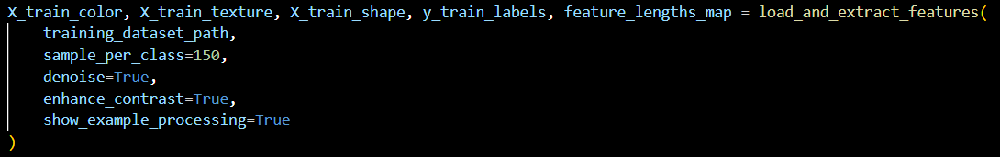 X_train_color, X_train_texture, X_train_shape, y_train_labels, feature_lengths_map = load_and_extract_features(
    training_dataset_path,
    sample_per_class=150,
    denoise=True,
    enhance_contrast=True,
    show_example_processing=True
)